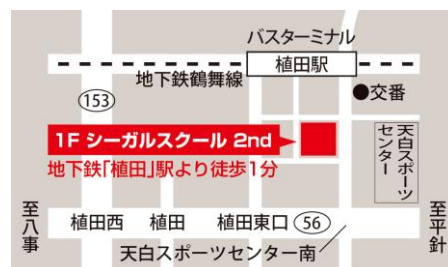 バスターミナル
植田駅
地下鉄鶴舞線
●交番
153
1F シーガルスクール 2nd
地下鉄「植田」駅より徒歩1分
天白スポーツ
センター
至八事
植田西
植田
植田東口
56
至平針
天白スポーツセンター南